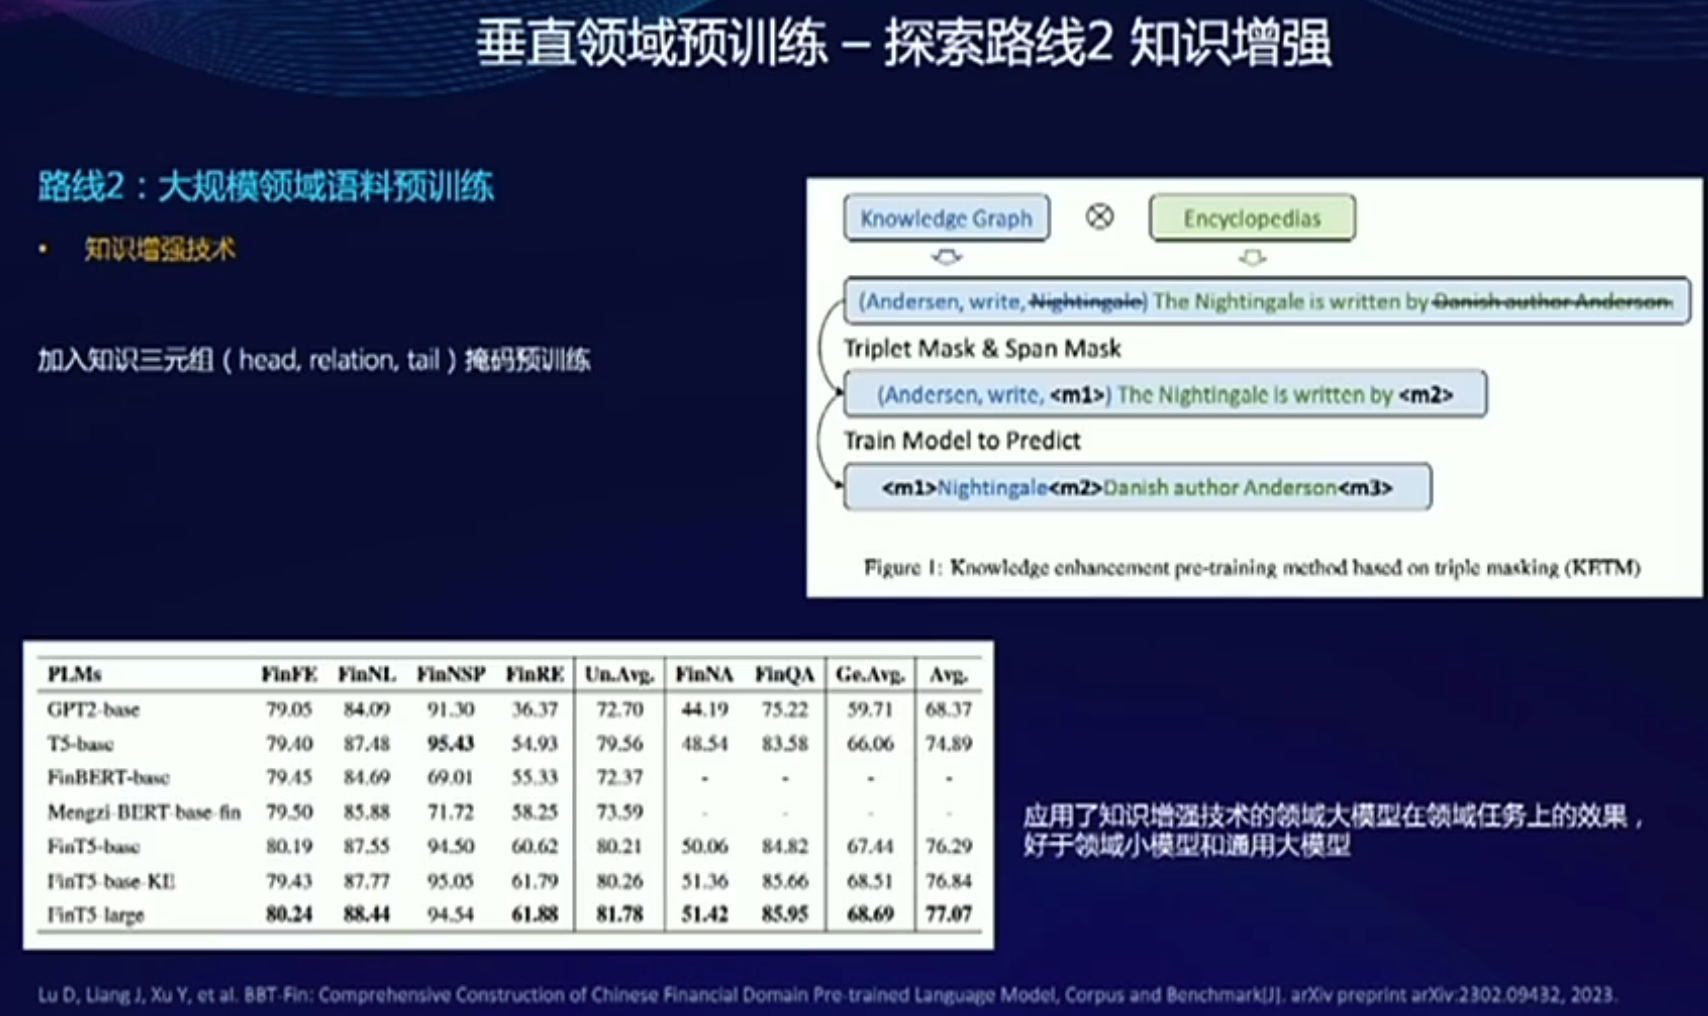 垂直领域预训练 – 探索路线2 知识增强
路线2：大规模领域语料预训练
• 知识增强技术
加入知识三元组（head, relation, tail）掩码预训练
Knowledge Graph ⊗ Encyclopedias
(Andersen, write, Nightingale) The Nightingale is written by Danish author Anderson.
Triplet Mask & Span Mask
(Andersen, write, <m1>) The Nightingale is written by <m2>
Train Model to Predict
<m1>Nightingale<m2>Danish author Anderson<m3>
Figure 1: Knowledge enhancement pre-training method based on triple masking (KETM)
PLMs FinFE FinNL FinNSP FinRE Un.Avg. FinNA FinQA Ge.Avg. Avg.
GPT2-base 79.05 84.09 91.30 36.37 72.70 44.19 75.22 59.71 68.37
T5-base 79.40 87.48 95.43 54.93 79.56 48.54 83.58 66.06 74.89
FinBERT-base 79.45 84.69 69.01 55.33 72.37 - - - -
Mengzi-BERT-base-fin 79.50 85.88 71.72 58.25 73.59 - - - -
FinT5-base 80.19 87.55 94.50 60.62 80.21 50.06 84.82 67.44 76.29
FinT5-base-KE 79.43 87.77 95.05 61.79 80.26 51.36 85.66 68.51 76.84
FinT5-large 80.24 88.44 94.54 61.88 81.78 51.42 85.95 68.69 77.07
应用了知识增强技术的领域大模型在领域任务上的效果，
好于领域小模型和通用大模型
Lu D, Liang J, Xu Y, et al. BBT-Fin: Comprehensive Construction of Chinese Financial Domain Pre-trained Language Model, Corpus and Benchmark[J]. arXiv preprint arXiv:2302.09432, 2023.